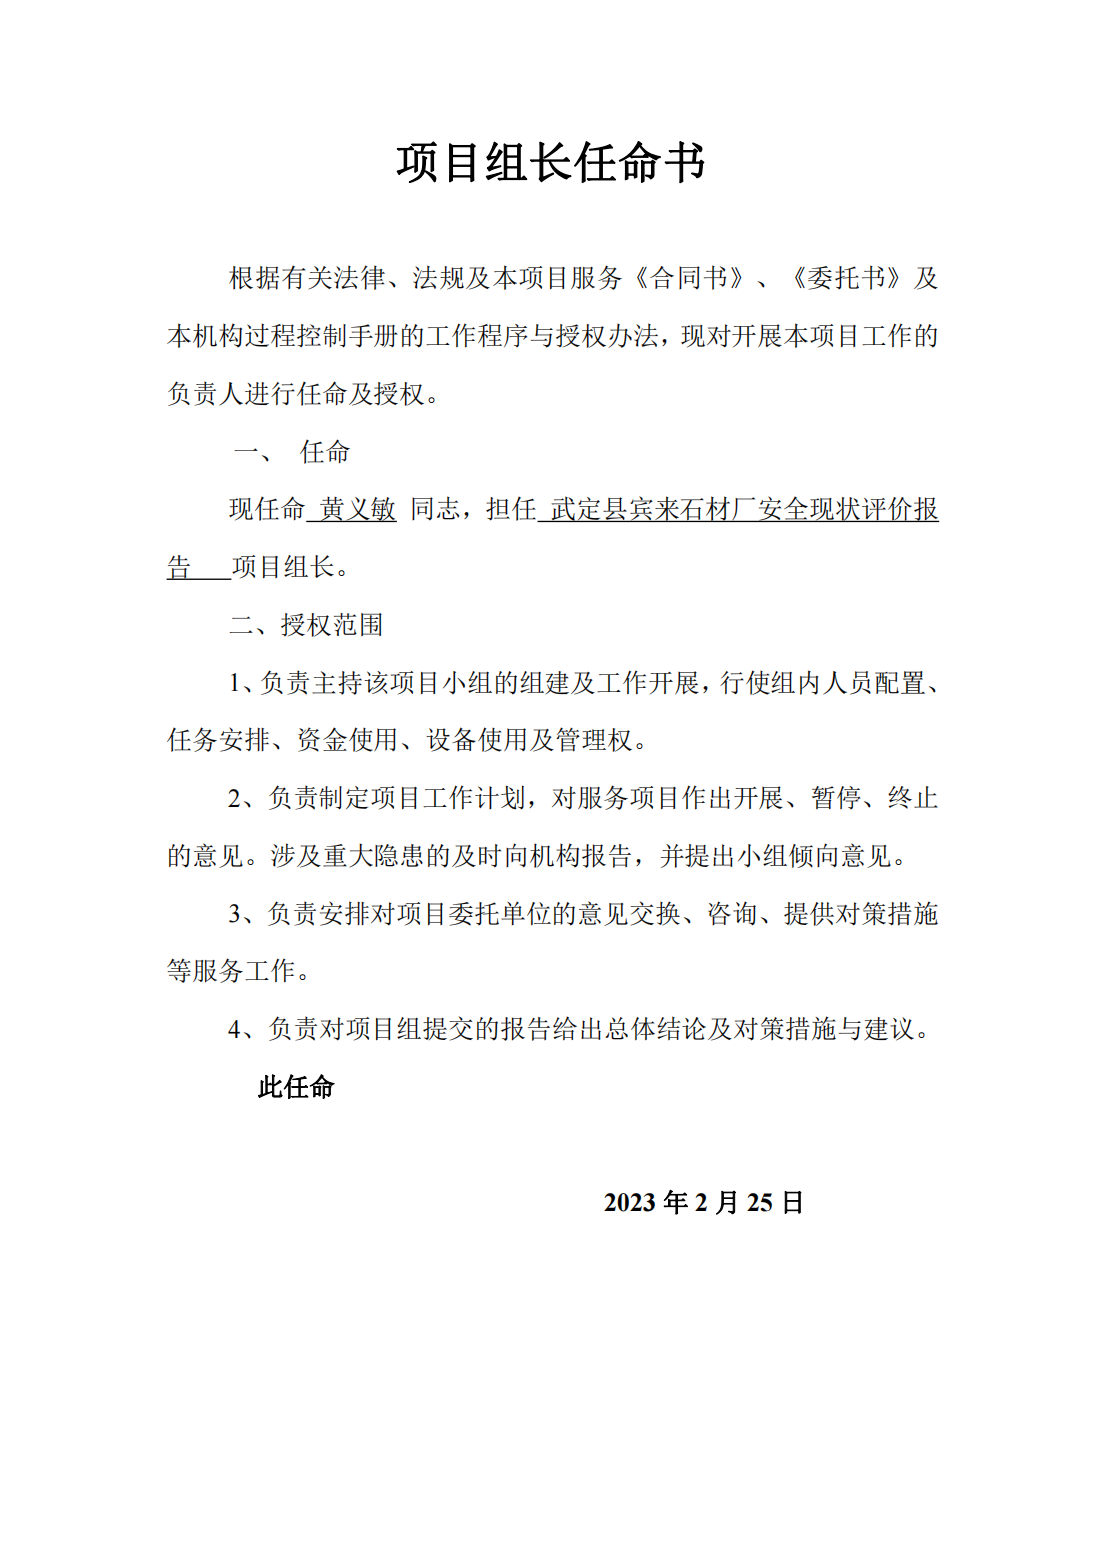 项目组长任命书
根据有关法律、法规及本项目服务《合同书》、《委托书》及
本机构过程控制手册的工作程序与授权办法，现对开展本项目工作的
负责人进行任命及授权。
一、 任命
现任命 黄义敏 同志，担任 武定县宾来石材厂安全现状评价报
告 项目组长。
二、授权范围
1、负责主持该项目小组的组建及工作开展，行使组内人员配置、
任务安排、资金使用、设备使用及管理权。
2、负责制定项目工作计划，对服务项目作出开展、暂停、终止
的意见。涉及重大隐患的及时向机构报告，并提出小组倾向意见。
3、负责安排对项目委托单位的意见交换、咨询、提供对策措施
等服务工作。
4、负责对项目组提交的报告给出总体结论及对策措施与建议。
此任命
2023 年 2 月 25 日